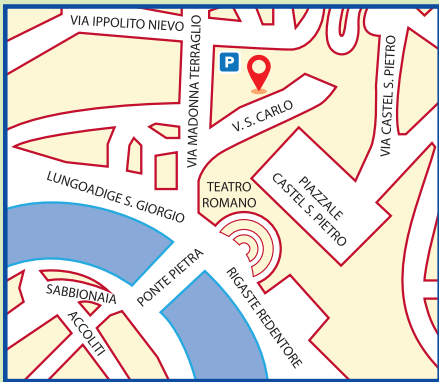 VIA IPPOLITO NIEVO
VIA MADONNA TERRAGLIO
P
V. S. CARLO
VIA CASTEL S. PIETRO
TEATRO
ROMANO
PIAZZALE
CASTEL S. PIETRO
LUNGOADIGE S. GIORGIO
PONTE PIETRA
RIGASTE REDENTORE
SABBIONAIA
ACCOLITI